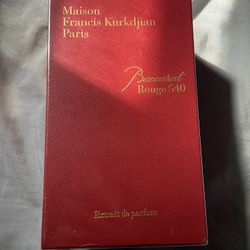 Maison
Francis Kurkdjian
Paris
Baccarat
Rouge 540
Extrait de parfum